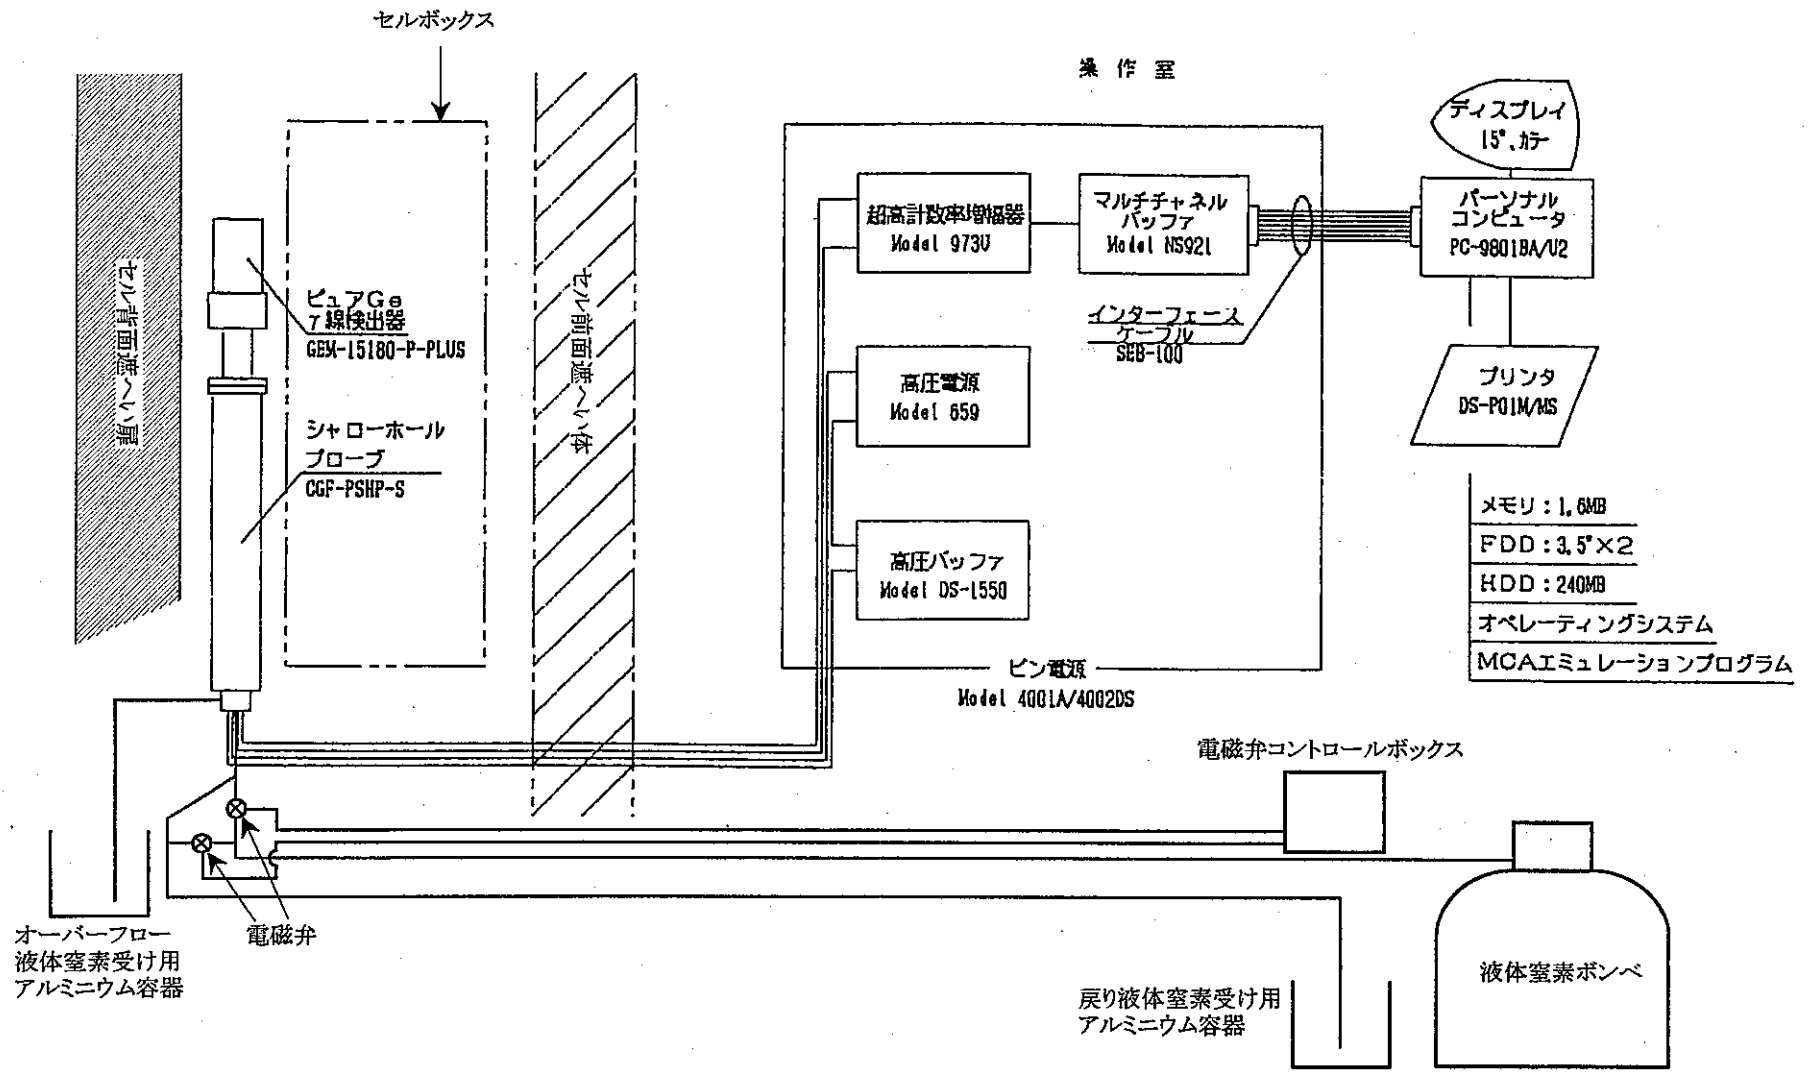 セルボックス
操作室
ディスプレイ
15",カラー
超高計数率増幅器
Model 973U
マルチチャネル
バッファ
Model NS921
パーソナル
コンピュータ
PC-9801BA/U2
セル背面遮へい扉
ピュアGe
γ線検出器
GEM-15180-P-PLUS
セル前面遮へい体
インターフェース
ケーブル
SEB-100
高圧電源
Model 659
プリンタ
DS-P01M/MS
シャローホール
プローブ
CGF-PSHP-S
メモリ:1.6MB
FDD:3.5"×2
HDD:240MB
オペレーティングシステム
MCAエミュレーションプログラム
高圧バッファ
Model DS-1550
ビン電源
Model 4001A/4002DS
電磁弁コントロールボックス
オーバーフロー
液体窒素受け用
アルミニウム容器
電磁弁
戻り液体窒素受け用
アルミニウム容器
液体窒素ボンベ